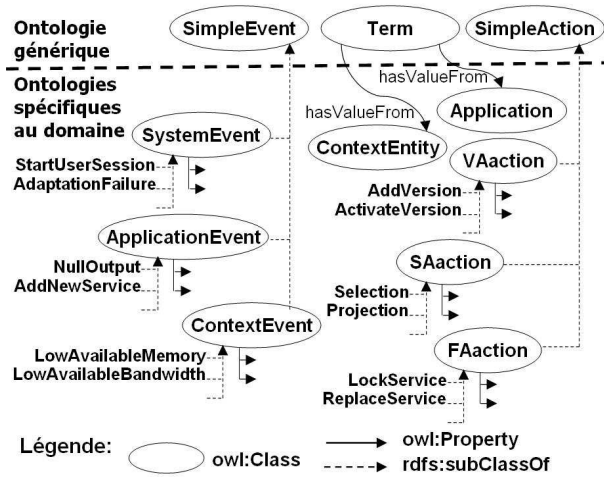 Ontologie générique
SimpleEvent
Term
SimpleAction
Ontologies spécifiques au domaine
hasValueFrom
hasValueFrom
Application
ContextEntity
SystemEvent
StartUserSession
AdaptationFailure
VAaction
AddVersion
ActivateVersion
ApplicationEvent
NullOutput
AddNewService
SAaction
Selection
Projection
ContextEvent
LowAvailableMemory
LowAvailableBandwidth
FAaction
LockService
ReplaceService
Légende:
owl:Class
owl:Property
rdfs:subClassOf